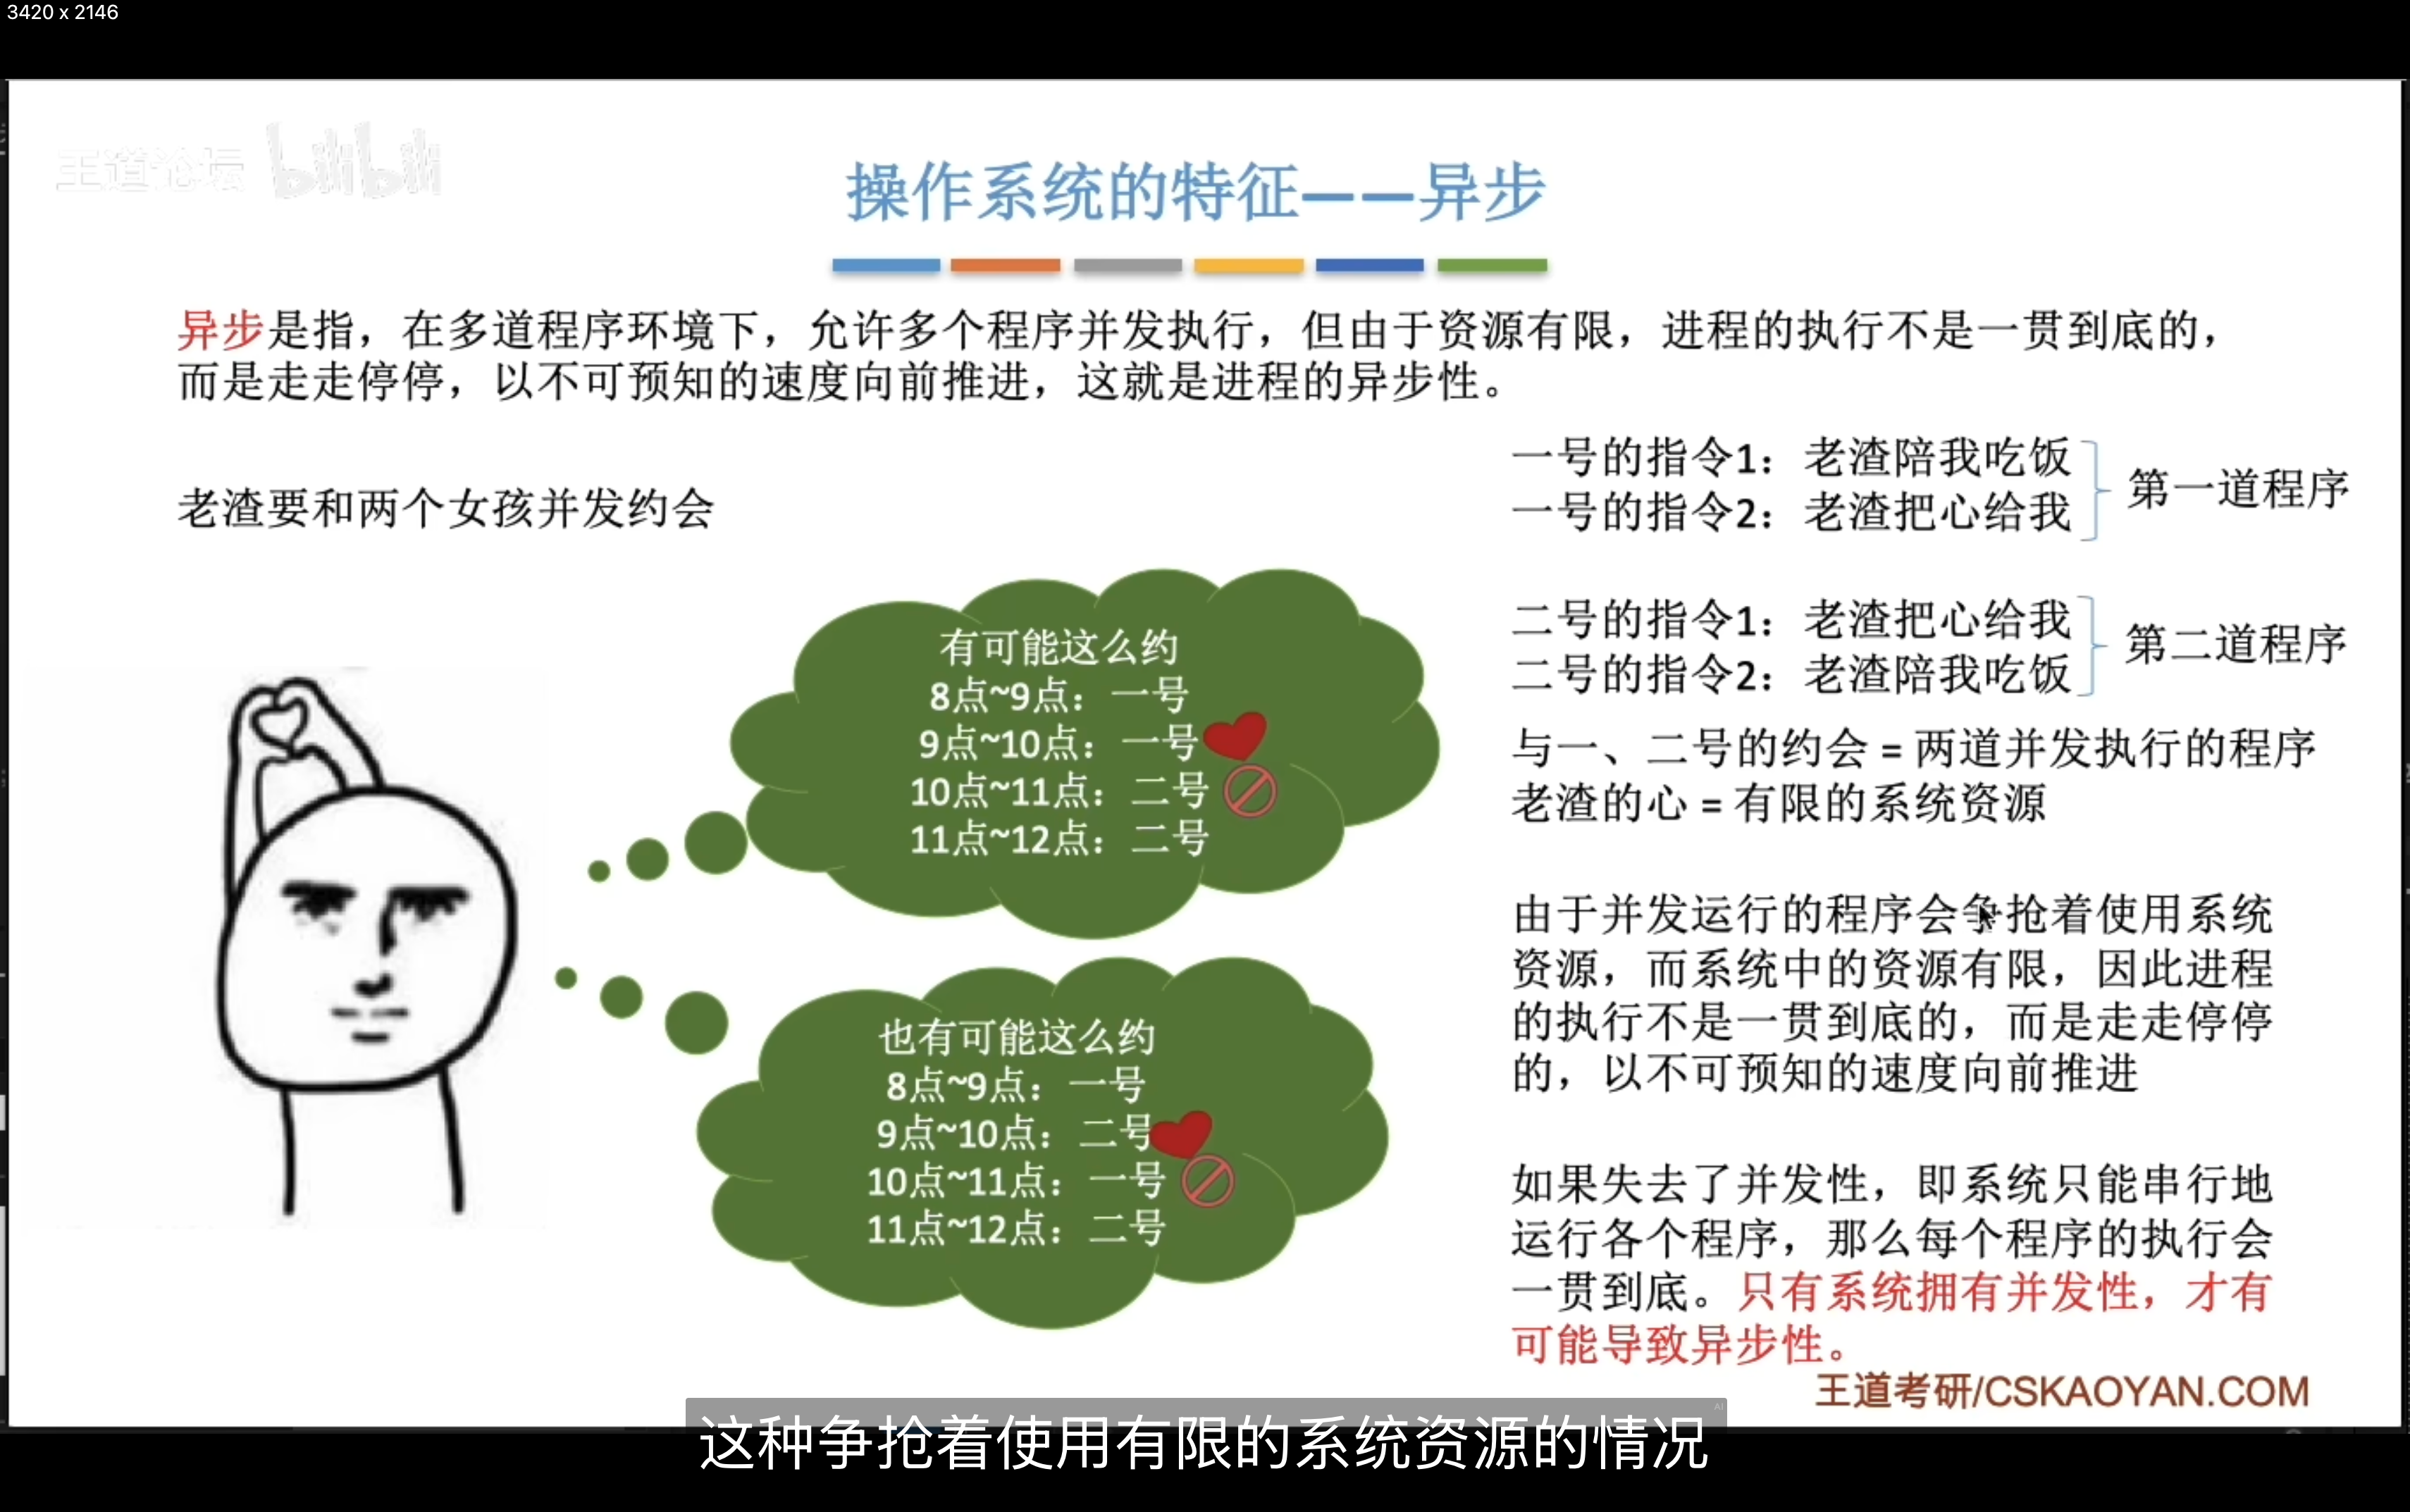 3420 x 2146
王道论坛 bilibili
操作系统的特征——异步
异步是指，在多道程序环境下，允许多个程序并发执行，但由于资源有限，进程的执行不是一贯到底的，
而是走走停停，以不可预知的速度向前推进，这就是进程的异步性。
老渣要和两个女孩并发约会
有可能这么约
8点~9点：一号
9点~10点：一号
10点~11点：二号
11点~12点：二号
也有可能这么约
8点~9点：一号
9点~10点：二号
10点~11点：一号
11点~12点：二号
一号的指令1：老渣陪我吃饭
一号的指令2：老渣把心给我
第一道程序
二号的指令1：老渣把心给我
二号的指令2：老渣陪我吃饭
第二道程序
与一、二号的约会 = 两道并发执行的程序
老渣的心 = 有限的系统资源
由于并发运行的程序会争抢着使用系统
资源，而系统中的资源有限，因此进程
的执行不是一贯到底的，而是走走停停
的，以不可预知的速度向前推进
如果失去了并发性，即系统只能串行地
运行各个程序，那么每个程序的执行会
一贯到底。只有系统拥有并发性，才有
可能导致异步性。
王道考研/CSKAOYAN.COM
AI
这种争抢着使用有限的系统资源的情况